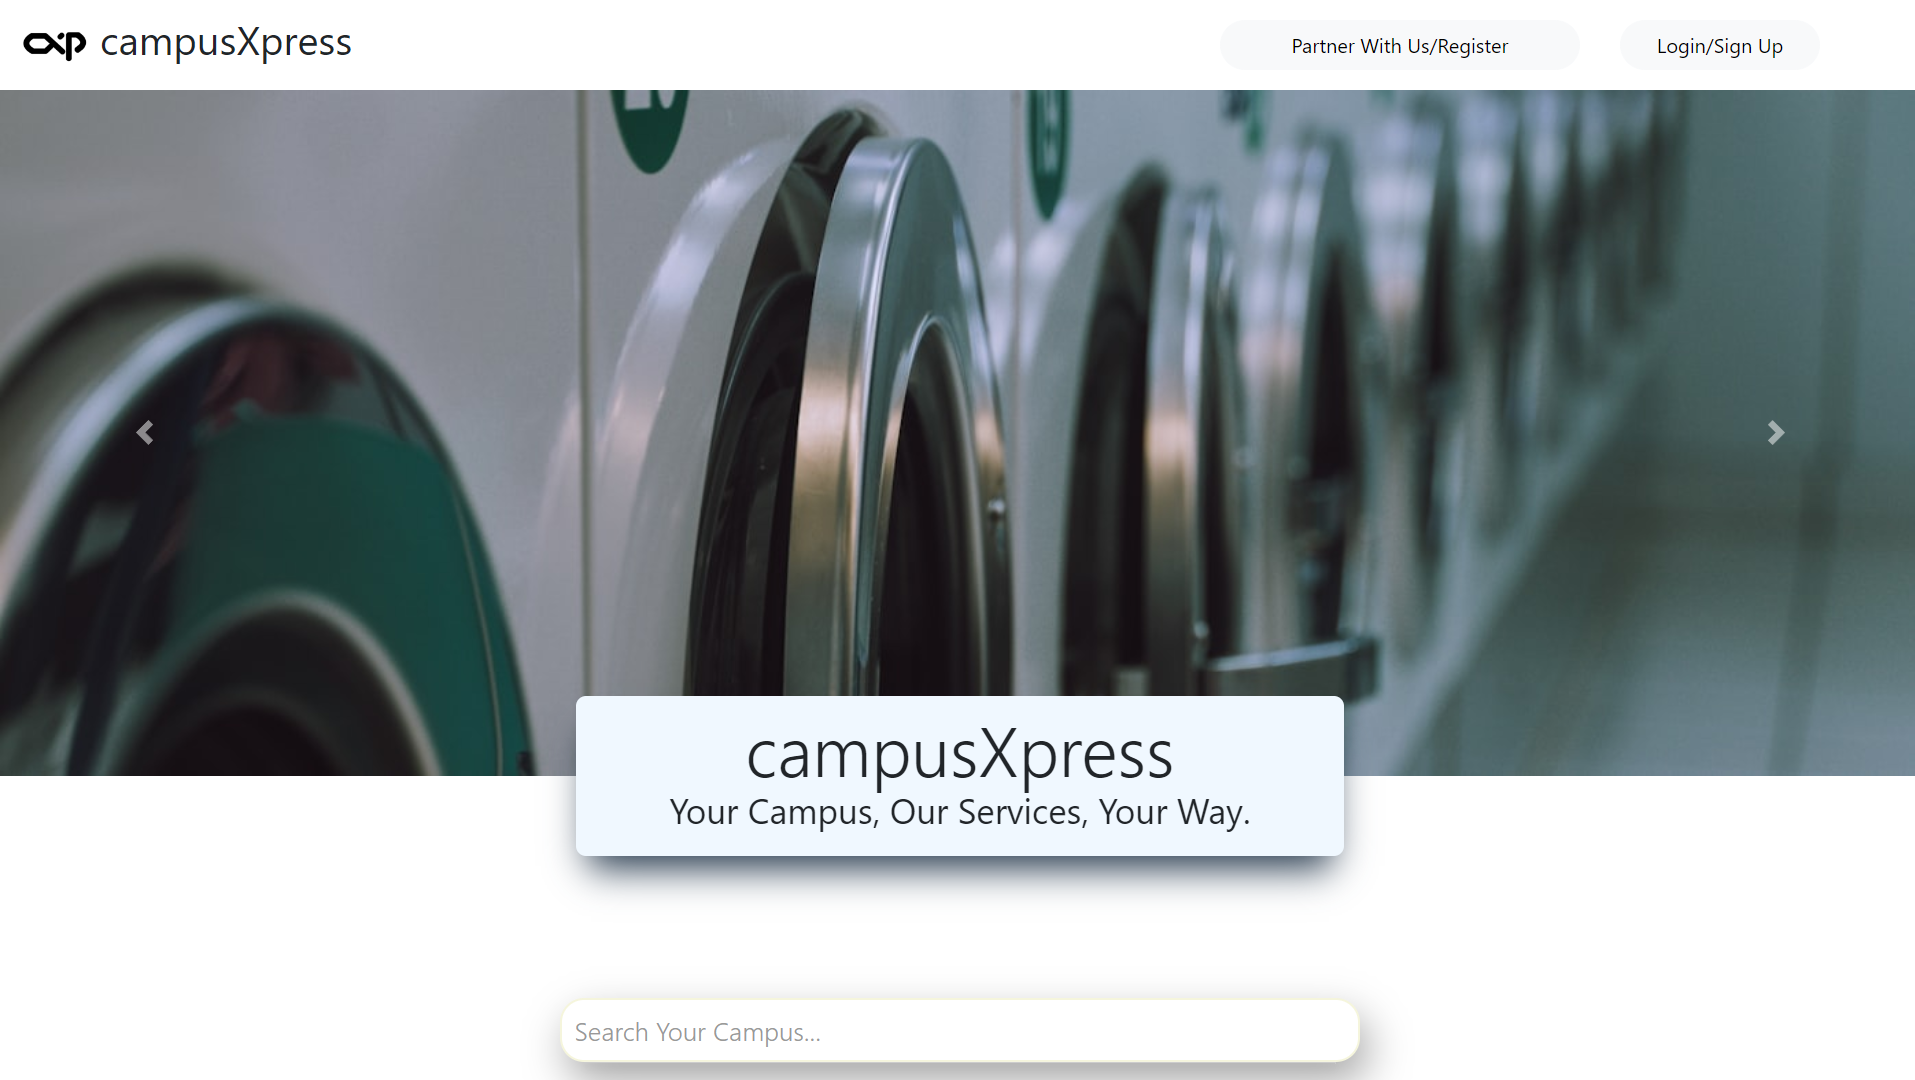 campusXpress
Partner With Us/Register
Login/Sign Up
campusXpress
Your Campus, Our Services, Your Way.
Search Your Campus...